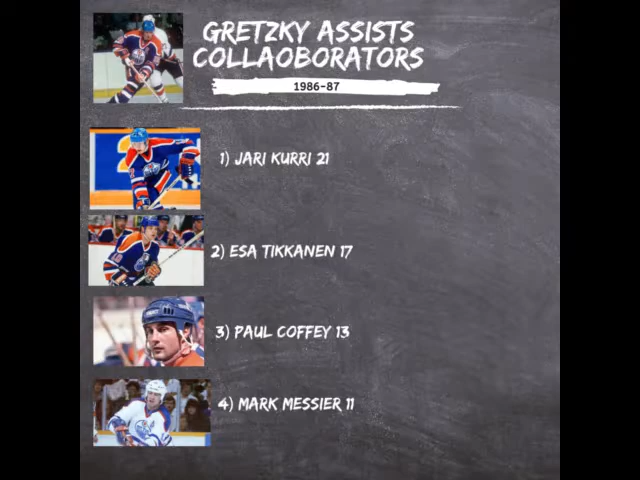 GRETZKY ASSISTS
COLLAOBORATORS
1986-87
1) JARI KURRI 21
2) ESA TIKKANEN 17
3) PAUL COFFEY 13
4) MARK MESSIER 11